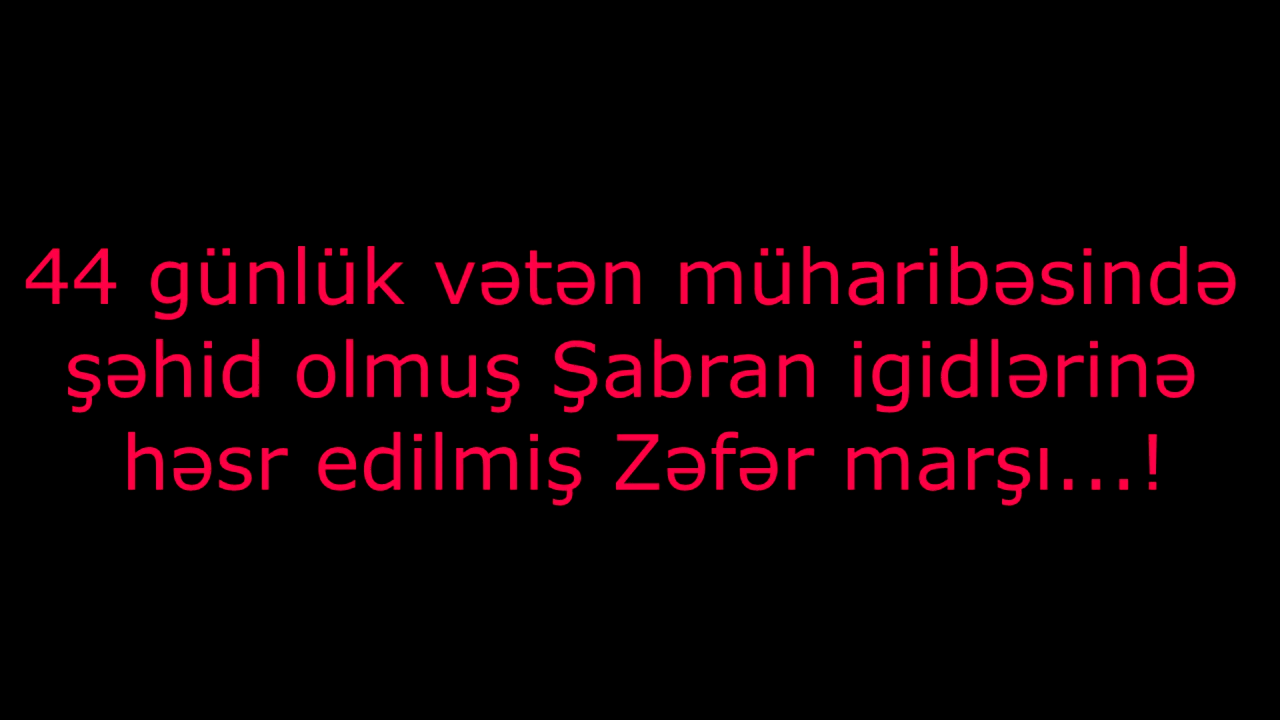 44 günlük vətən müharibəsində
şəhid olmuş Şabran igidlərinə
həsr edilmiş Zəfər marşı...!